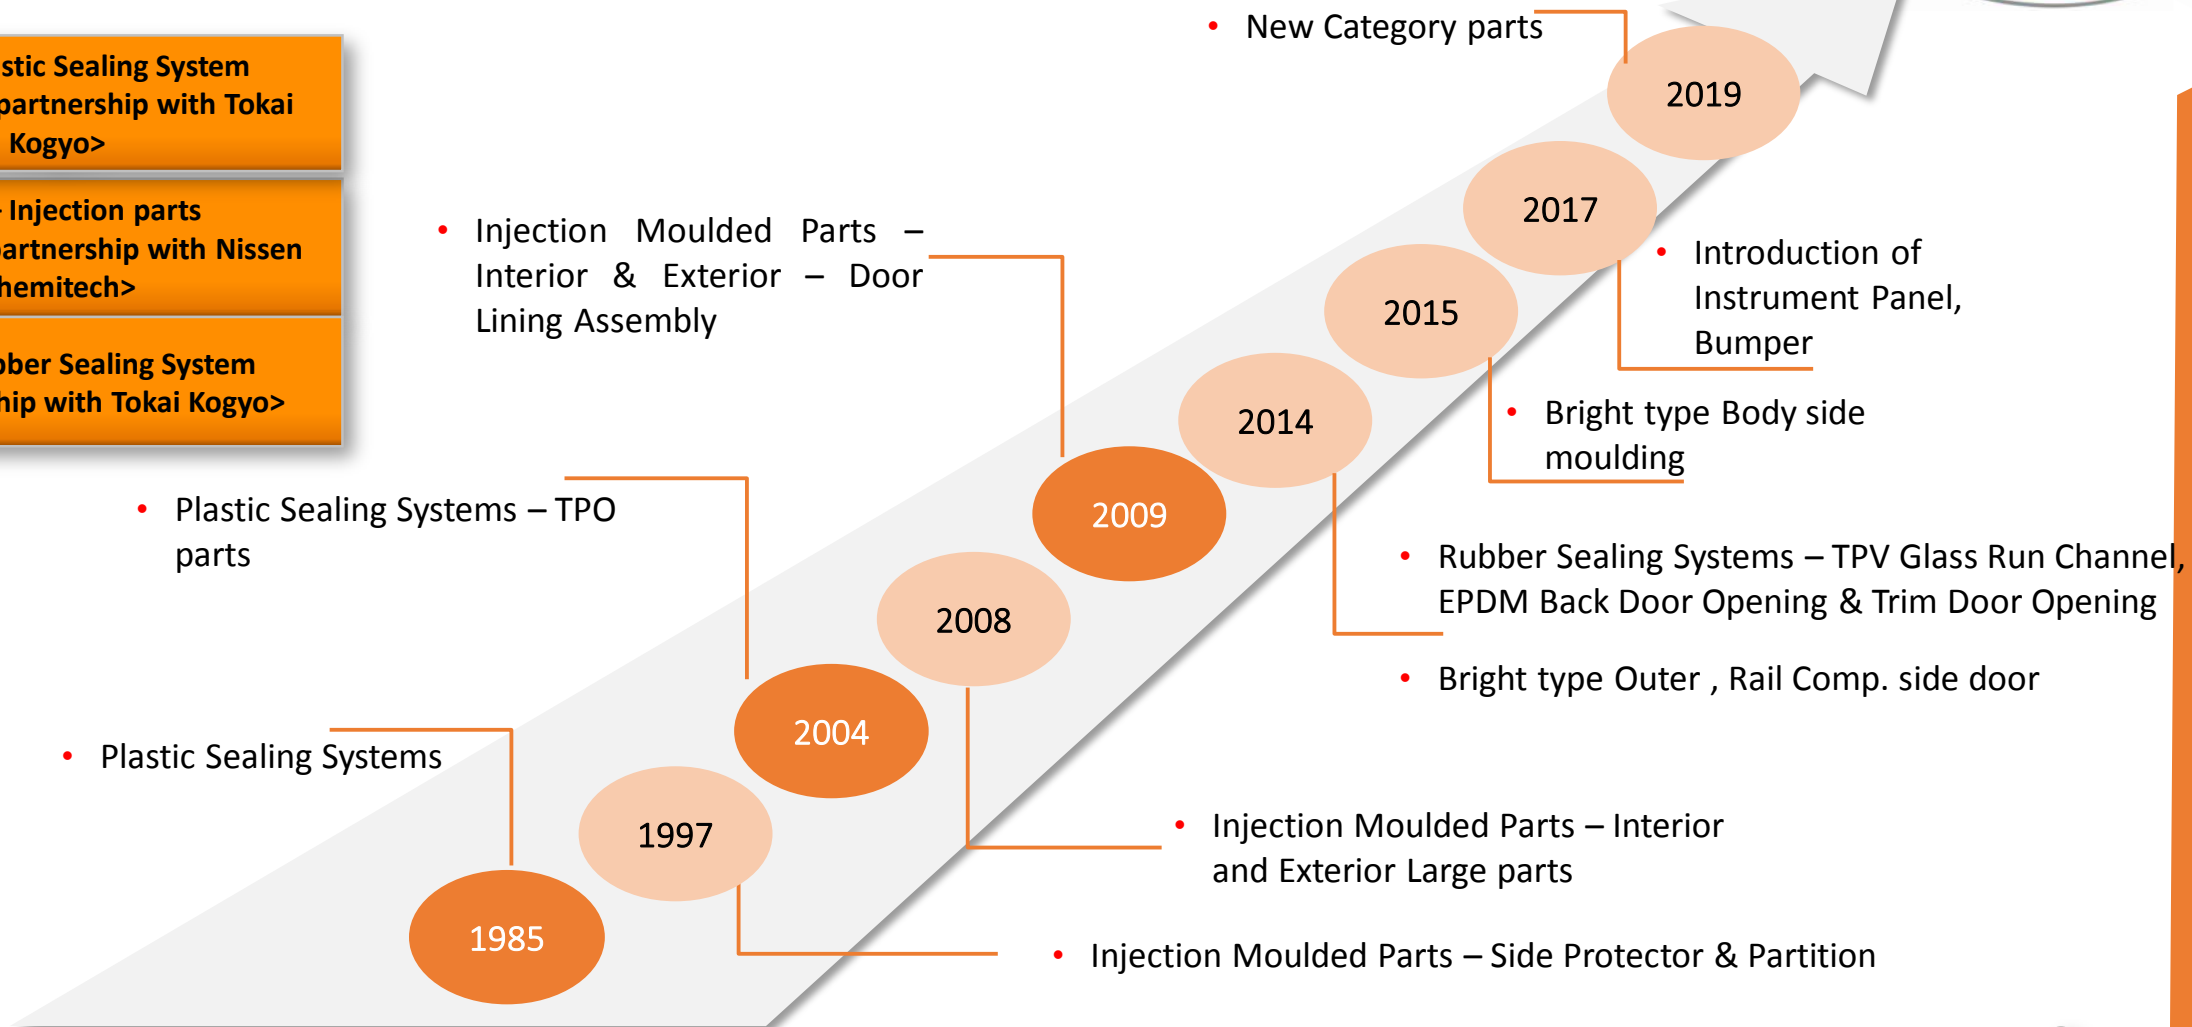 New Category parts
2019
stic Sealing System
partnership with Tokai
Kogyo>
Injection parts
partnership with Nissen
hemitech>
bber Sealing System
hip with Tokai Kogyo>
2017
• Injection Moulded Parts –
Interior & Exterior – Door
Lining Assembly
• Introduction of
Instrument Panel,
Bumper
2015
• Bright type Body side
moulding
2014
• Plastic Sealing Systems – TPO
parts
2009
• Rubber Sealing Systems – TPV Glass Run Channel,
EPDM Back Door Opening & Trim Door Opening
2008
• Bright type Outer , Rail Comp. side door
2004
• Plastic Sealing Systems
• Injection Moulded Parts – Interior
and Exterior Large parts
1997
1985
• Injection Moulded Parts – Side Protector & Partition